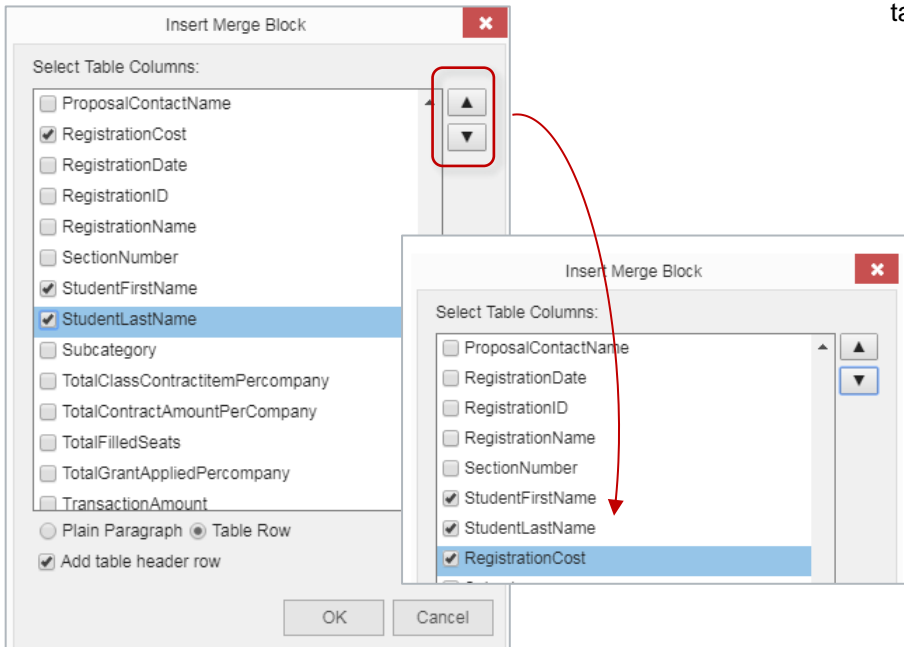 ta
Insert Merge Block
Select Table Columns:
ProposalContactName
RegistrationCost
RegistrationDate
RegistrationID
RegistrationName
SectionNumber
StudentFirstName
StudentLastName
Subcategory
TotalClassContractitemPercompany
TotalContractAmountPerCompany
TotalFilledSeats
TotalGrantAppliedPercompany
TransactionAmount
Plain Paragraph Table Row
Add table header row
OK Cancel
Insert Merge Block
Select Table Columns:
ProposalContactName
RegistrationDate
RegistrationID
RegistrationName
SectionNumber
StudentFirstName
StudentLastName
RegistrationCost